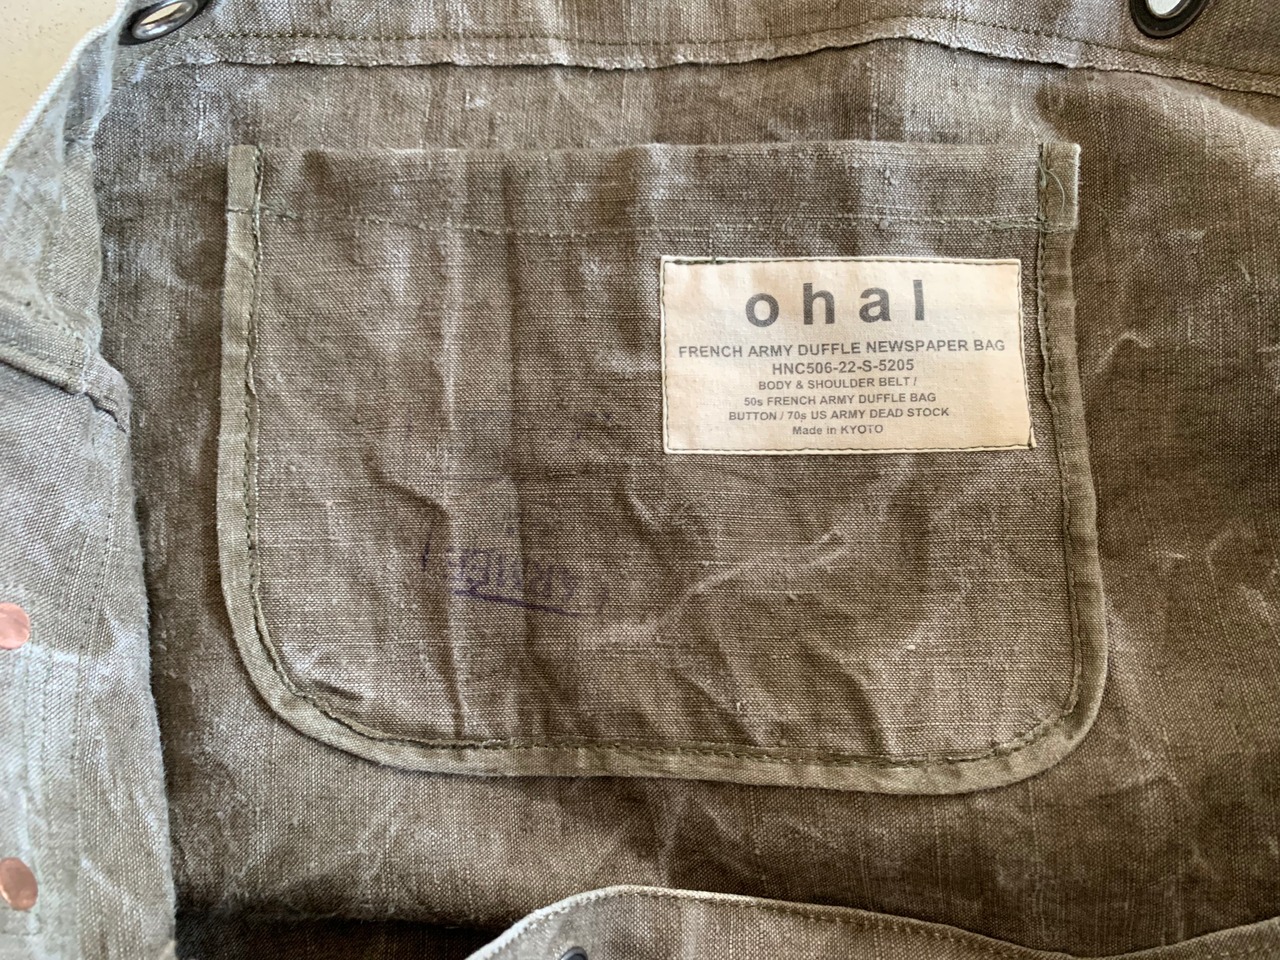 ohal
FRENCH ARMY DUFFLE NEWSPAPER BAG
HNC506-22-S-5205
BODY & SHOULDER BELT /
50s FRENCH ARMY DUFFLE BAG
BUTTON / 70s US ARMY DEAD STOCK
Made in KYOTO